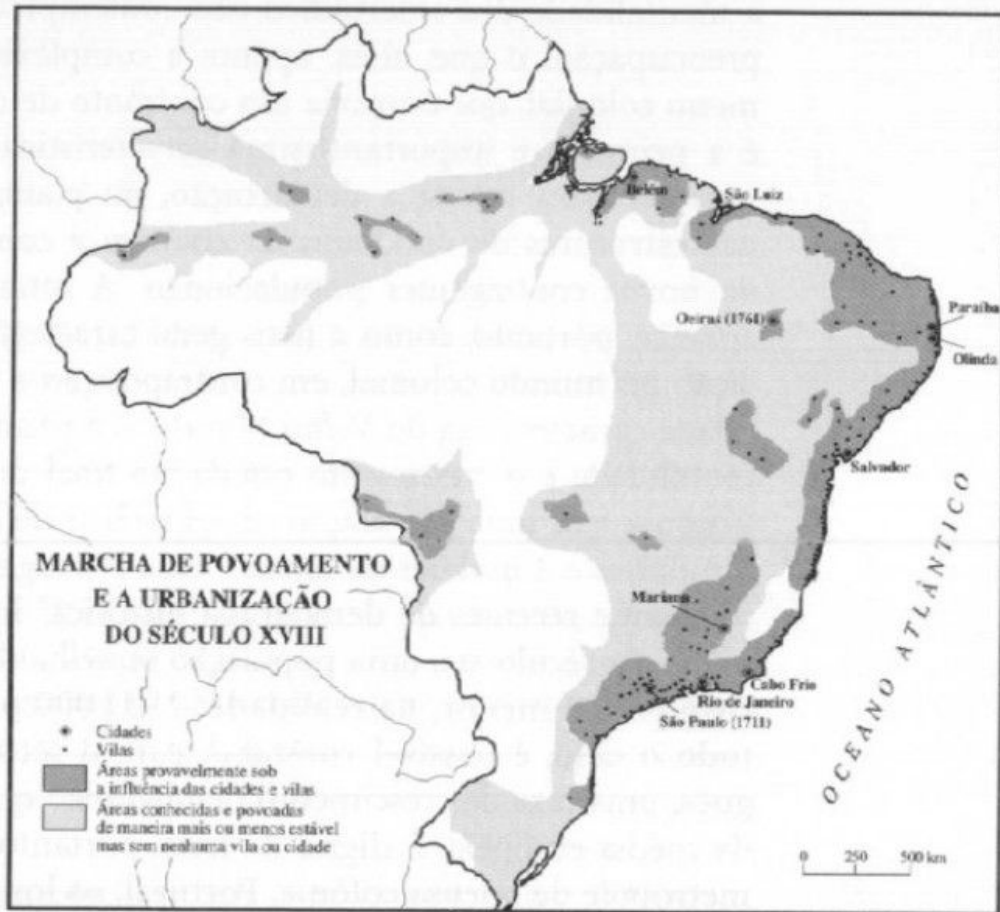 Belém
São Luiz
Oeiras (1761)
Paraíba
Olinda
Salvador
OCEANO ATLÂNTICO
MARCHA DE POVOAMENTO
E A URBANIZAÇÃO
DO SÉCULO XVIII
Mariana
Cabo Frio
Rio de Janeiro
São Paulo (1711)
Cidades
Vilas
Áreas provavelmente sob
a influência das cidades e vilas
Áreas conhecidas e povoadas
de maneira mais ou menos estável
mas sem nenhuma vila ou cidade
0 250 500 km